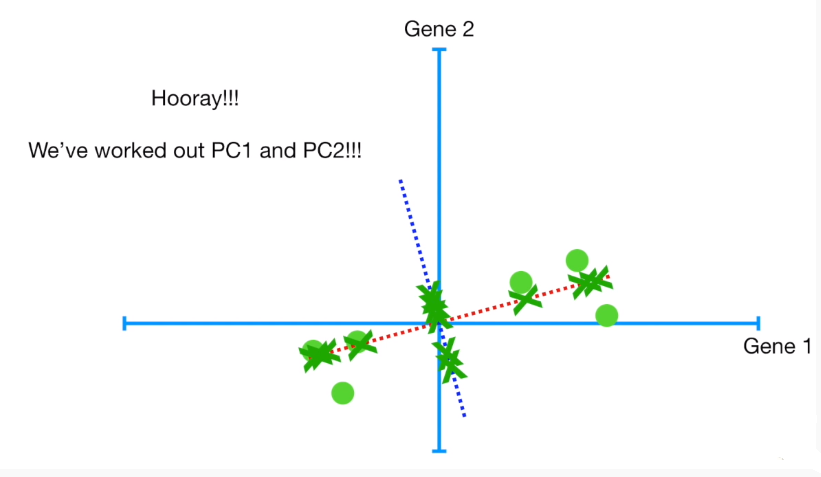 Gene 2
Hooray!!!
We’ve worked out PC1 and PC2!!!
Gene 1